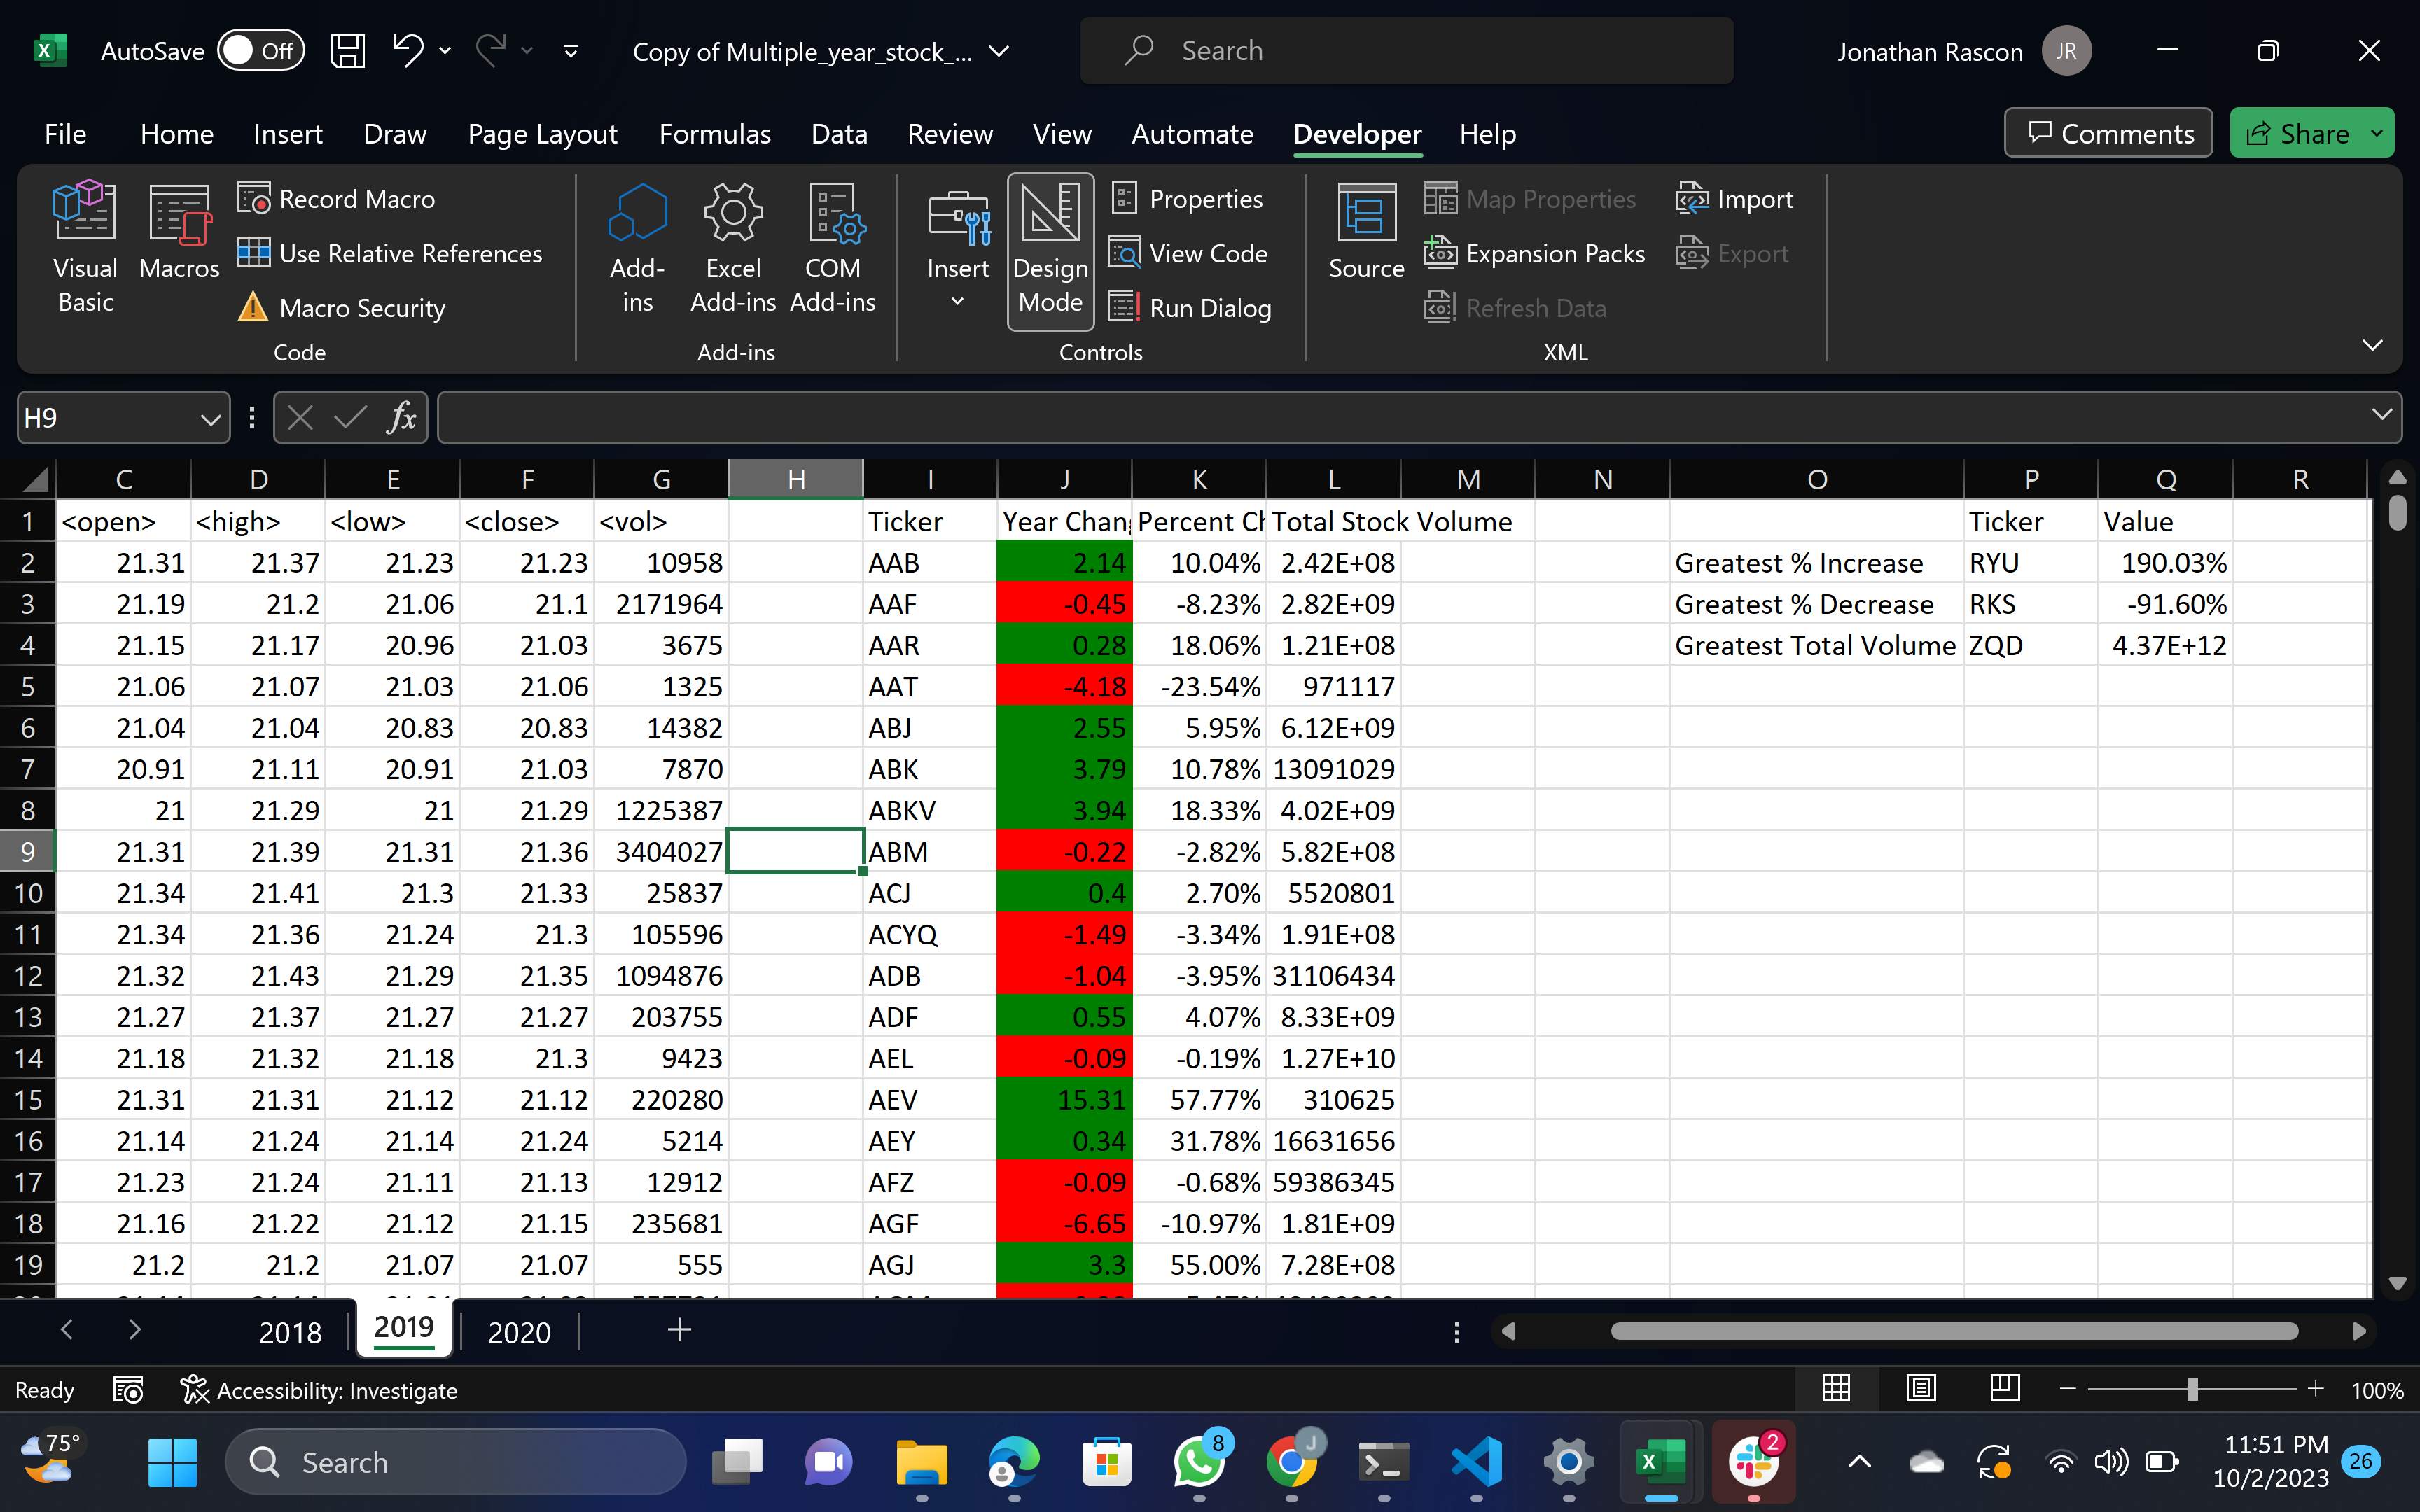 AutoSave Off Copy of Multiple_year_stock_... Search Jonathan Rascon JR
File Home Insert Draw Page Layout Formulas Data Review View Automate Developer Help Comments Share
Visual Basic
Macros
Record Macro
Use Relative References
Macro Security
Code
Add-ins
Excel Add-ins
COM Add-ins
Add-ins
Insert
Design Mode
Properties
View Code
Run Dialog
Controls
Source
Map Properties
Expansion Packs
Refresh Data
Import
Export
XML
H9 fx
C D E F G H I J K L M N O P Q R
1 <open> <high> <low> <close> <vol> Ticker Year Chan Percent Ch Total Stock Volume Ticker Value
2 21.31 21.37 21.23 21.23 10958 AAB 2.14 10.04% 2.42E+08 Greatest % Increase RYU 190.03%
3 21.19 21.2 21.06 21.1 2171964 AAF -0.45 -8.23% 2.82E+09 Greatest % Decrease RKS -91.60%
4 21.15 21.17 20.96 21.03 3675 AAR 0.28 18.06% 1.21E+08 Greatest Total Volume ZQD 4.37E+12
5 21.06 21.07 21.03 21.06 1325 AAT -4.18 -23.54% 971117
6 21.04 21.04 20.83 20.83 14382 ABJ 2.55 5.95% 6.12E+09
7 20.91 21.11 20.91 21.03 7870 ABK 3.79 10.78% 13091029
8 21 21.29 21 21.29 1225387 ABKV 3.94 18.33% 4.02E+09
9 21.31 21.39 21.31 21.36 3404027 ABM -0.22 -2.82% 5.82E+08
10 21.34 21.41 21.3 21.33 25837 ACJ 0.4 2.70% 5520801
11 21.34 21.36 21.24 21.3 105596 ACYQ -1.49 -3.34% 1.91E+08
12 21.32 21.43 21.29 21.35 1094876 ADB -1.04 -3.95% 31106434
13 21.27 21.37 21.27 21.27 203755 ADF 0.55 4.07% 8.33E+09
14 21.18 21.32 21.18 21.3 9423 AEL -0.09 -0.19% 1.27E+10
15 21.31 21.31 21.12 21.12 220280 AEV 15.31 57.77% 310625
16 21.14 21.24 21.14 21.24 5214 AEY 0.34 31.78% 16631656
17 21.23 21.24 21.11 21.13 12912 AFZ -0.09 -0.68% 59386345
18 21.16 21.22 21.12 21.15 235681 AGF -6.65 -10.97% 1.81E+09
19 21.2 21.2 21.07 21.07 555 AGJ 3.3 55.00% 7.28E+08
2018 2019 2020
Ready Accessibility: Investigate 100%
75° Search 8 J 2 11:51 PM
10/2/2023 26